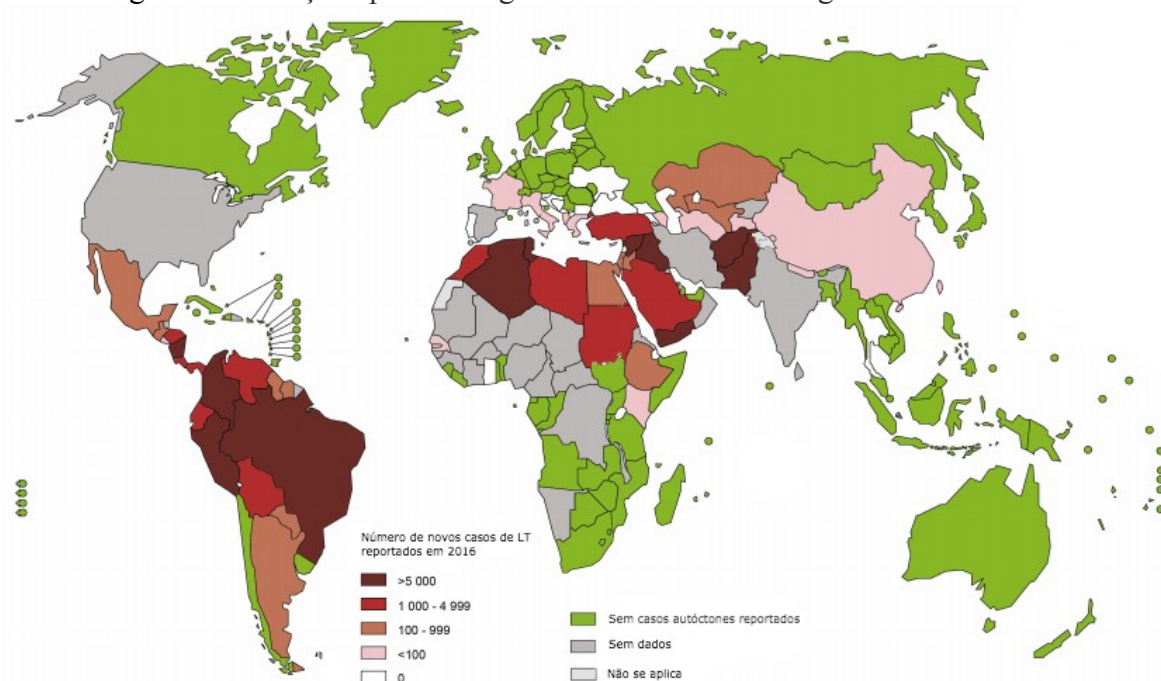 Número de novos casos de LT
reportados em 2016
>5 000
1 000 - 4 999
100 - 999
<100
0
Sem casos autóctones reportados
Sem dados
Não se aplica